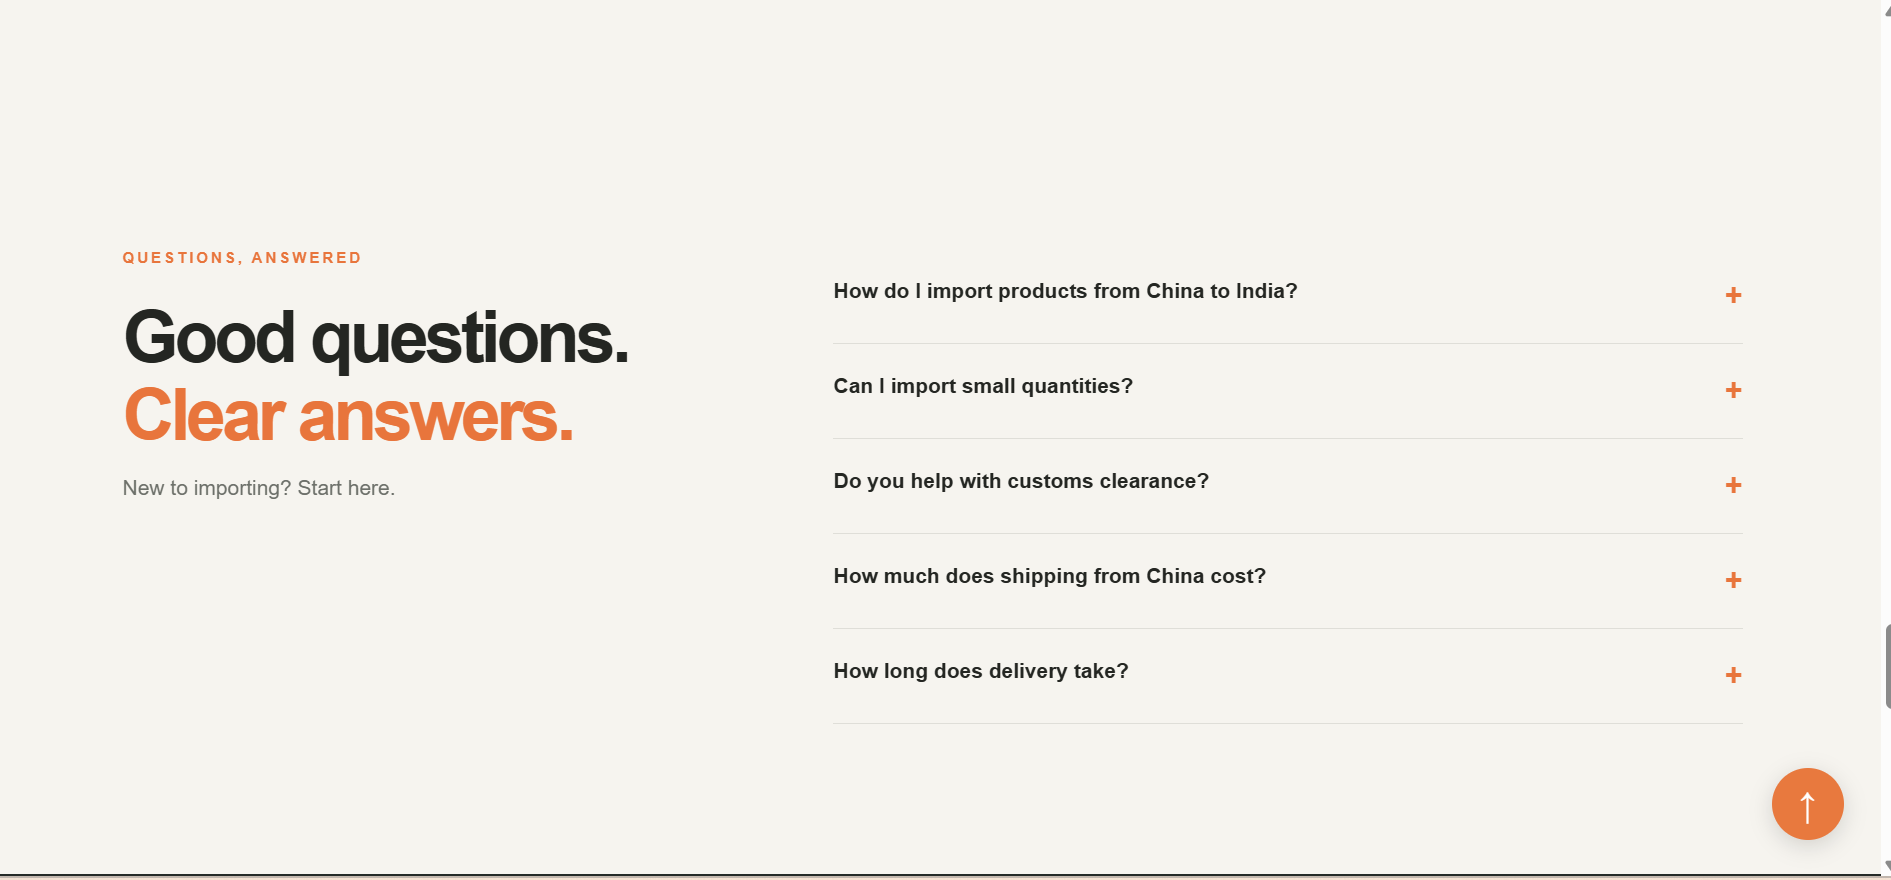 QUESTIONS, ANSWERED
Good questions.
Clear answers.
New to importing? Start here.
How do I import products from China to India?
+
Can I import small quantities?
+
Do you help with customs clearance?
+
How much does shipping from China cost?
+
How long does delivery take?
+
↑